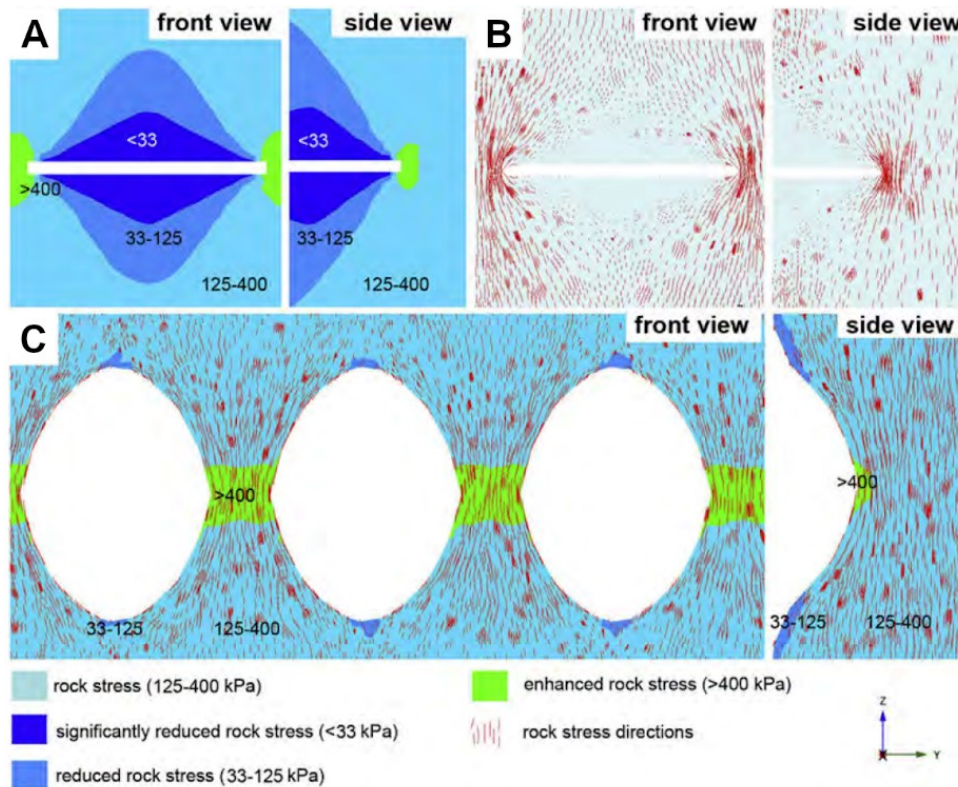 A
front view
side view
B
front view
side view
<33
<33
>400
33-125
125-400
125-400
C
front view
side view
>400
>400
33-125
125-400
33-125
125-400
rock stress (125-400 kPa)
enhanced rock stress (>400 kPa)
significantly reduced rock stress (<33 kPa)
rock stress directions
reduced rock stress (33-125 kPa)
Z
X
Y